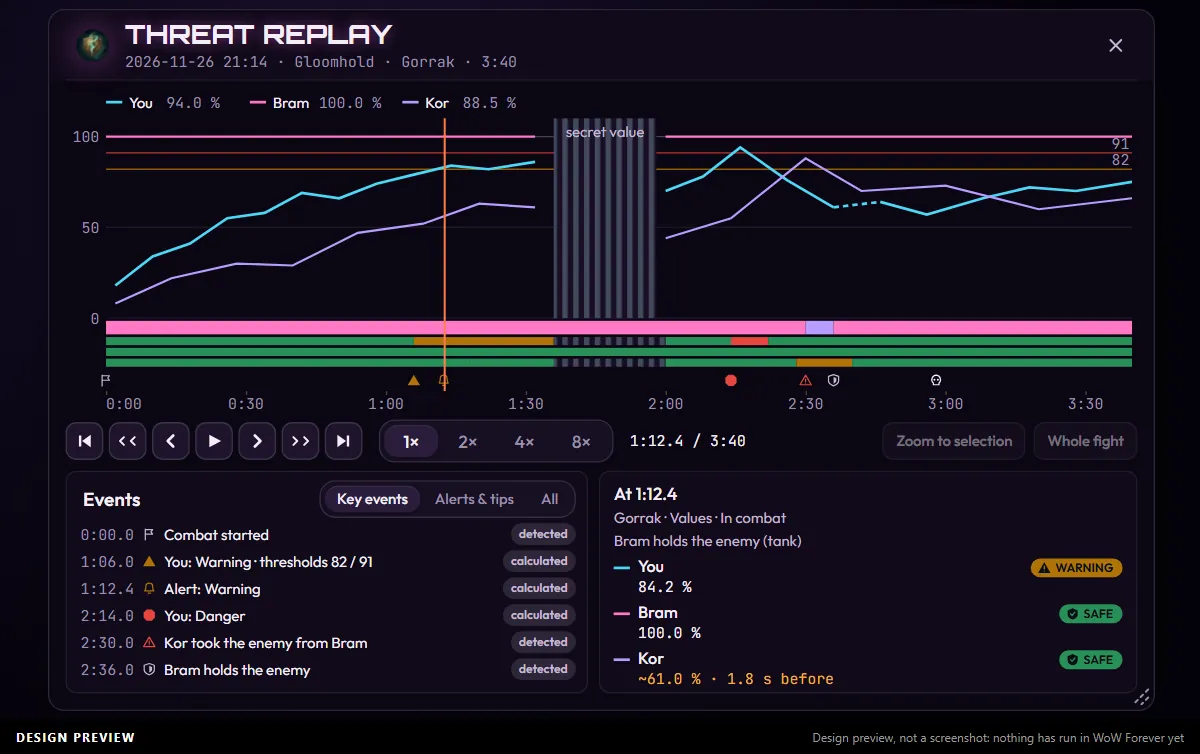 THREAT REPLAY
2026-11-26 21:14 · Gloomhold · Gorrak · 3:40
You 94.0 % Bram 100.0 % Kor 88.5 %
secret value
100
91
82
50
0
0:00 0:30 1:00 1:30 2:00 2:30 3:00 3:30
1× 2× 4× 8× 1:12.4 / 3:40 Zoom to selection Whole fight
Events Key events Alerts & tips All
0:00.0 Combat started detected
1:06.0 You: Warning · thresholds 82 / 91 calculated
1:12.4 Alert: Warning calculated
2:14.0 You: Danger calculated
2:30.0 Kor took the enemy from Bram detected
2:36.0 Bram holds the enemy detected
At 1:12.4
Gorrak · Values · In combat
Bram holds the enemy (tank)
You WARNING
84.2 %
Bram SAFE
100.0 %
Kor SAFE
~61.0 % · 1.8 s before
DESIGN PREVIEW
Design preview, not a screenshot: nothing has run in WoW Forever yet